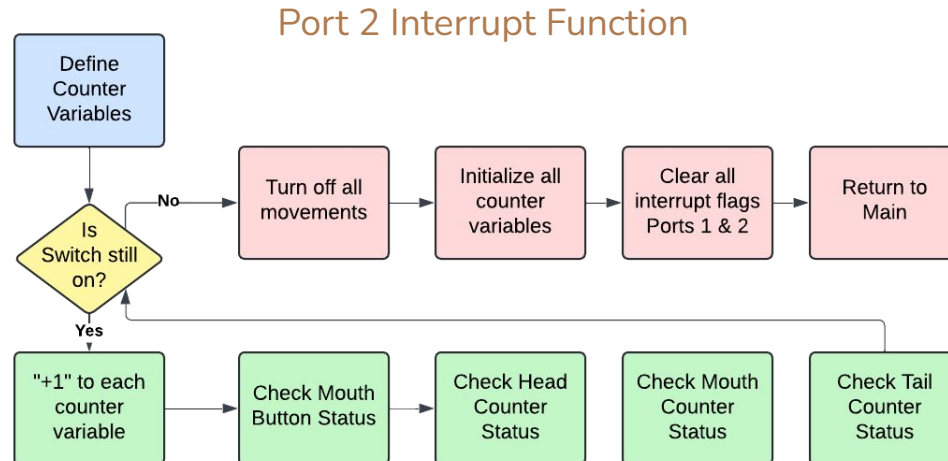 Port 2 Interrupt Function
Define
Counter
Variables
Is
Switch still
on?
No
Turn off all
movements
Initialize all
counter
variables
Clear all
interrupt flags
Ports 1 & 2
Return to
Main
Yes
"+1" to each
counter
variable
Check Mouth
Button Status
Check Head
Counter
Status
Check Mouth
Counter
Status
Check Tail
Counter
Status